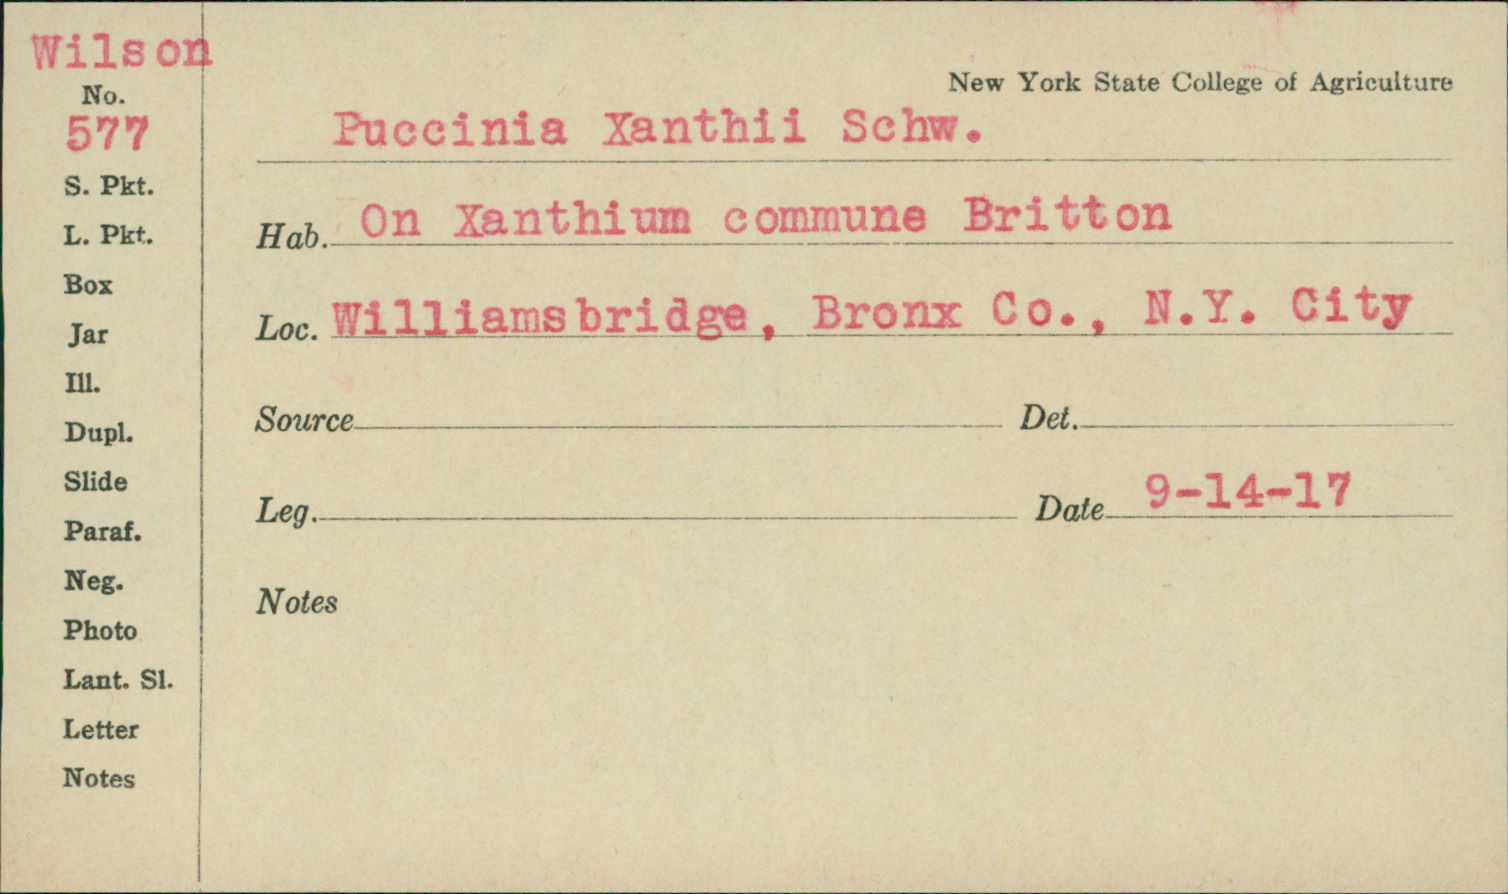 Wilson
No.
577
S. Pkt.
L. Pkt.
Box
Jar
Ill.
Dupl.
Slide
Paraf.
Neg.
Photo
Lant. Sl.
Letter
Notes
New York State College of Agriculture
Puccinia Xanthii Schw.
Hab. On Xanthium commune Britton
Loc. Williamsbridge, Bronx Co., N.Y. City
Source Det.
Leg. Date 9-14-17
Notes